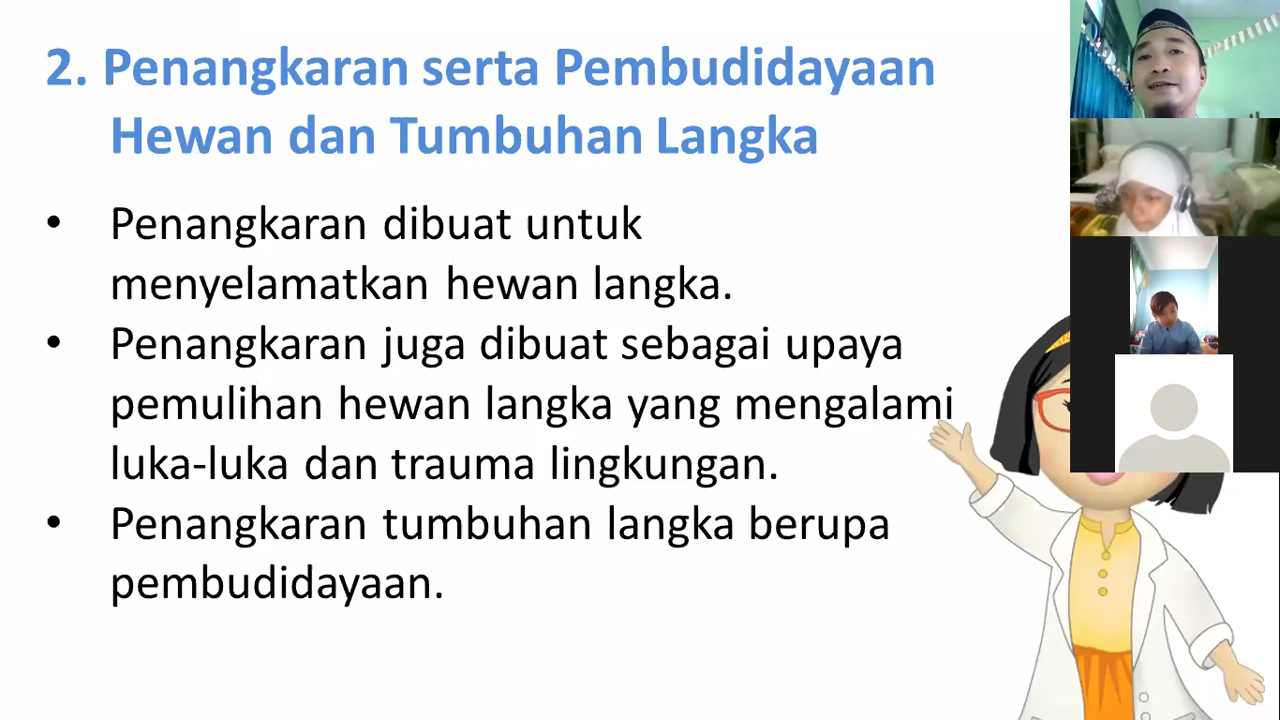 2. Penangkaran serta Pembudidayaan
Hewan dan Tumbuhan Langka
• Penangkaran dibuat untuk
menyelamatkan hewan langka.
• Penangkaran juga dibuat sebagai upaya
pemulihan hewan langka yang mengalami
luka-luka dan trauma lingkungan.
• Penangkaran tumbuhan langka berupa
pembudidayaan.